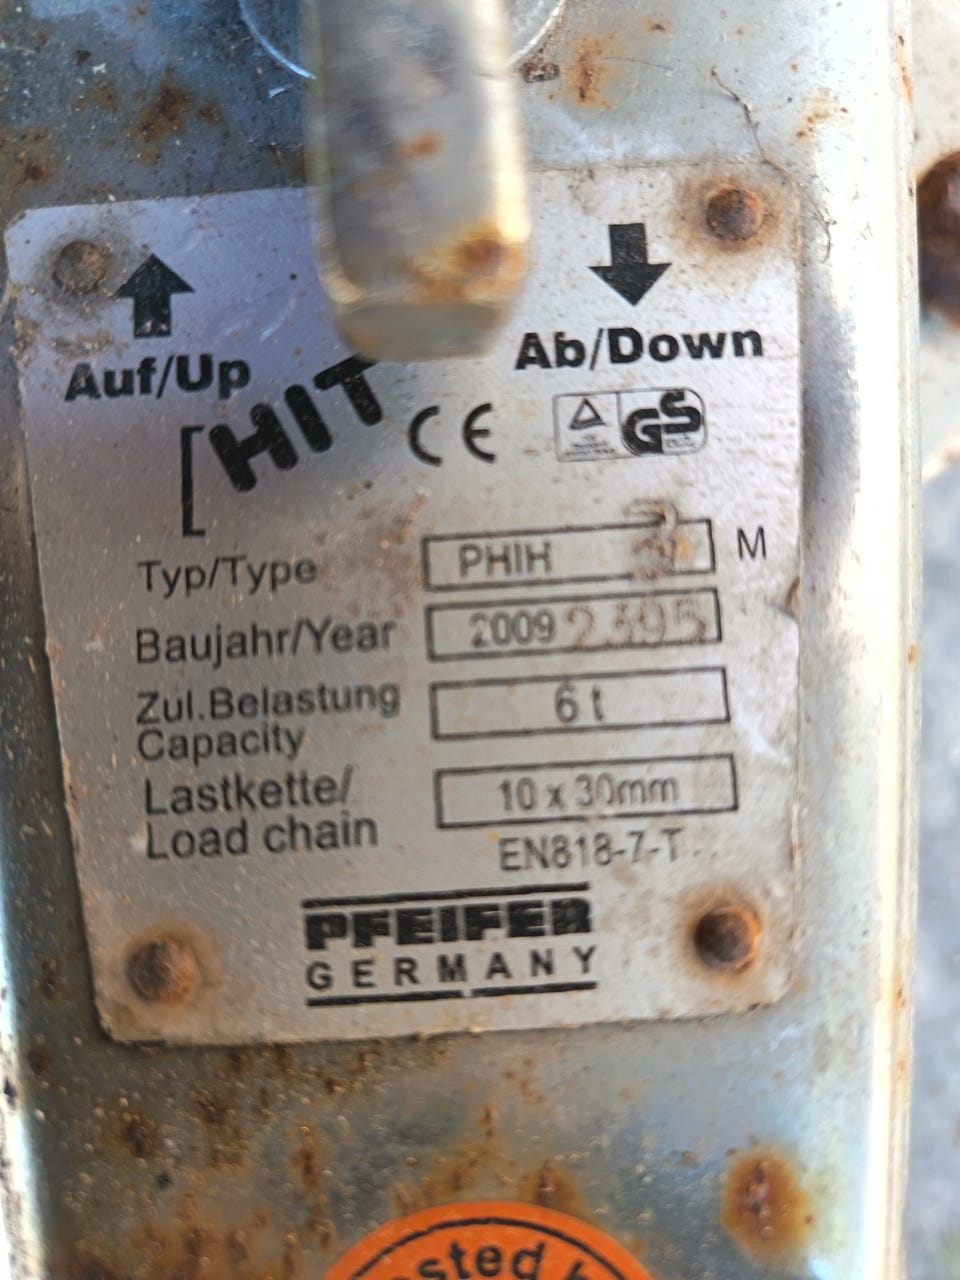 Auf/Up
Ab/Down
HIT
CE
GS
Typ/Type PHIH 3 M
Baujahr/Year 2009 2395
Zul.Belastung
Capacity
6 t
Lastkette/
Load chain
10 x 30mm
EN818-7-T
PFEIFER
GERMANY